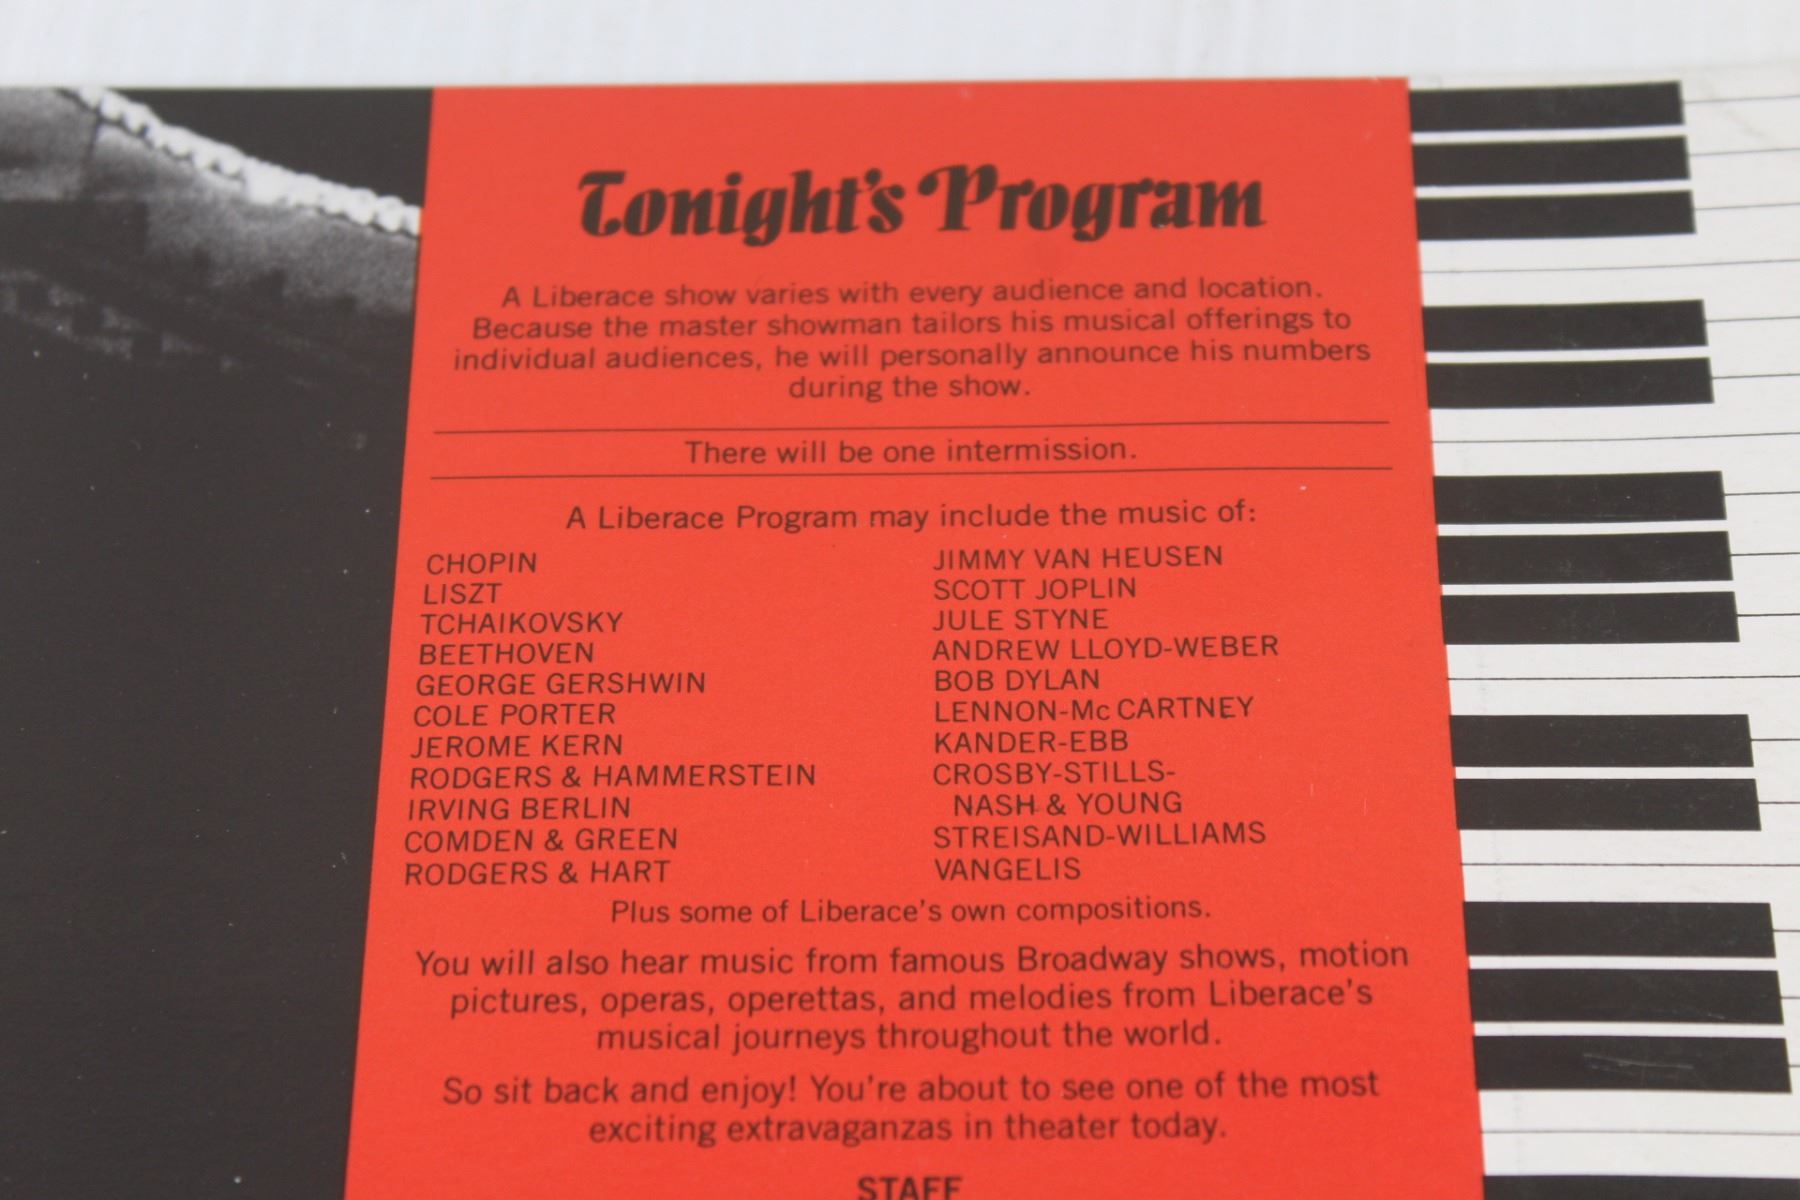 Tonight's Program
A Liberace show varies with every audience and location.
Because the master showman tailors his musical offerings to
individual audiences, he will personally announce his numbers
during the show.
There will be one intermission.
A Liberace Program may include the music of:
CHOPIN
LISZT
TCHAIKOVSKY
BEETHOVEN
GEORGE GERSHWIN
COLE PORTER
JEROME KERN
RODGERS & HAMMERSTEIN
IRVING BERLIN
COMDEN & GREEN
RODGERS & HART
JIMMY VAN HEUSEN
SCOTT JOPLIN
JULE STYNE
ANDREW LLOYD-WEBER
BOB DYLAN
LENNON-Mc CARTNEY
KANDER-EBB
CROSBY-STILLS-
NASH & YOUNG
STREISAND-WILLIAMS
VANGELIS
Plus some of Liberace's own compositions.
You will also hear music from famous Broadway shows, motion
pictures, operas, operettas, and melodies from Liberace's
musical journeys throughout the world.
So sit back and enjoy! You're about to see one of the most
exciting extravaganzas in theater today.
STAFF